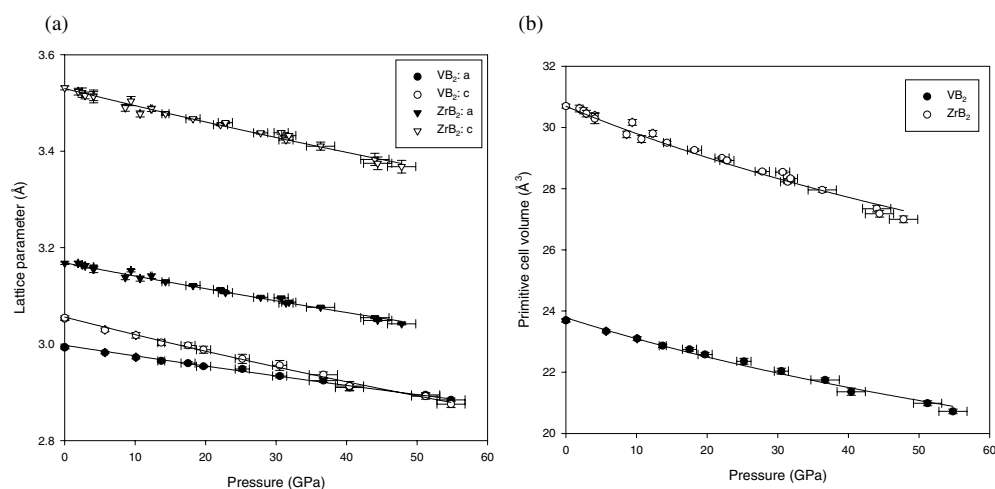 (a)
3.6
3.4
3.2
3.0
2.8
Lattice parameter (Å)
0 10 20 30 40 50 60
Pressure (GPa)
VB₂: a
VB₂: c
ZrB₂: a
ZrB₂: c
(b)
32
30
28
26
24
22
20
Primitive cell volume (Å³)
0 10 20 30 40 50 60
Pressure (GPa)
VB₂
ZrB₂